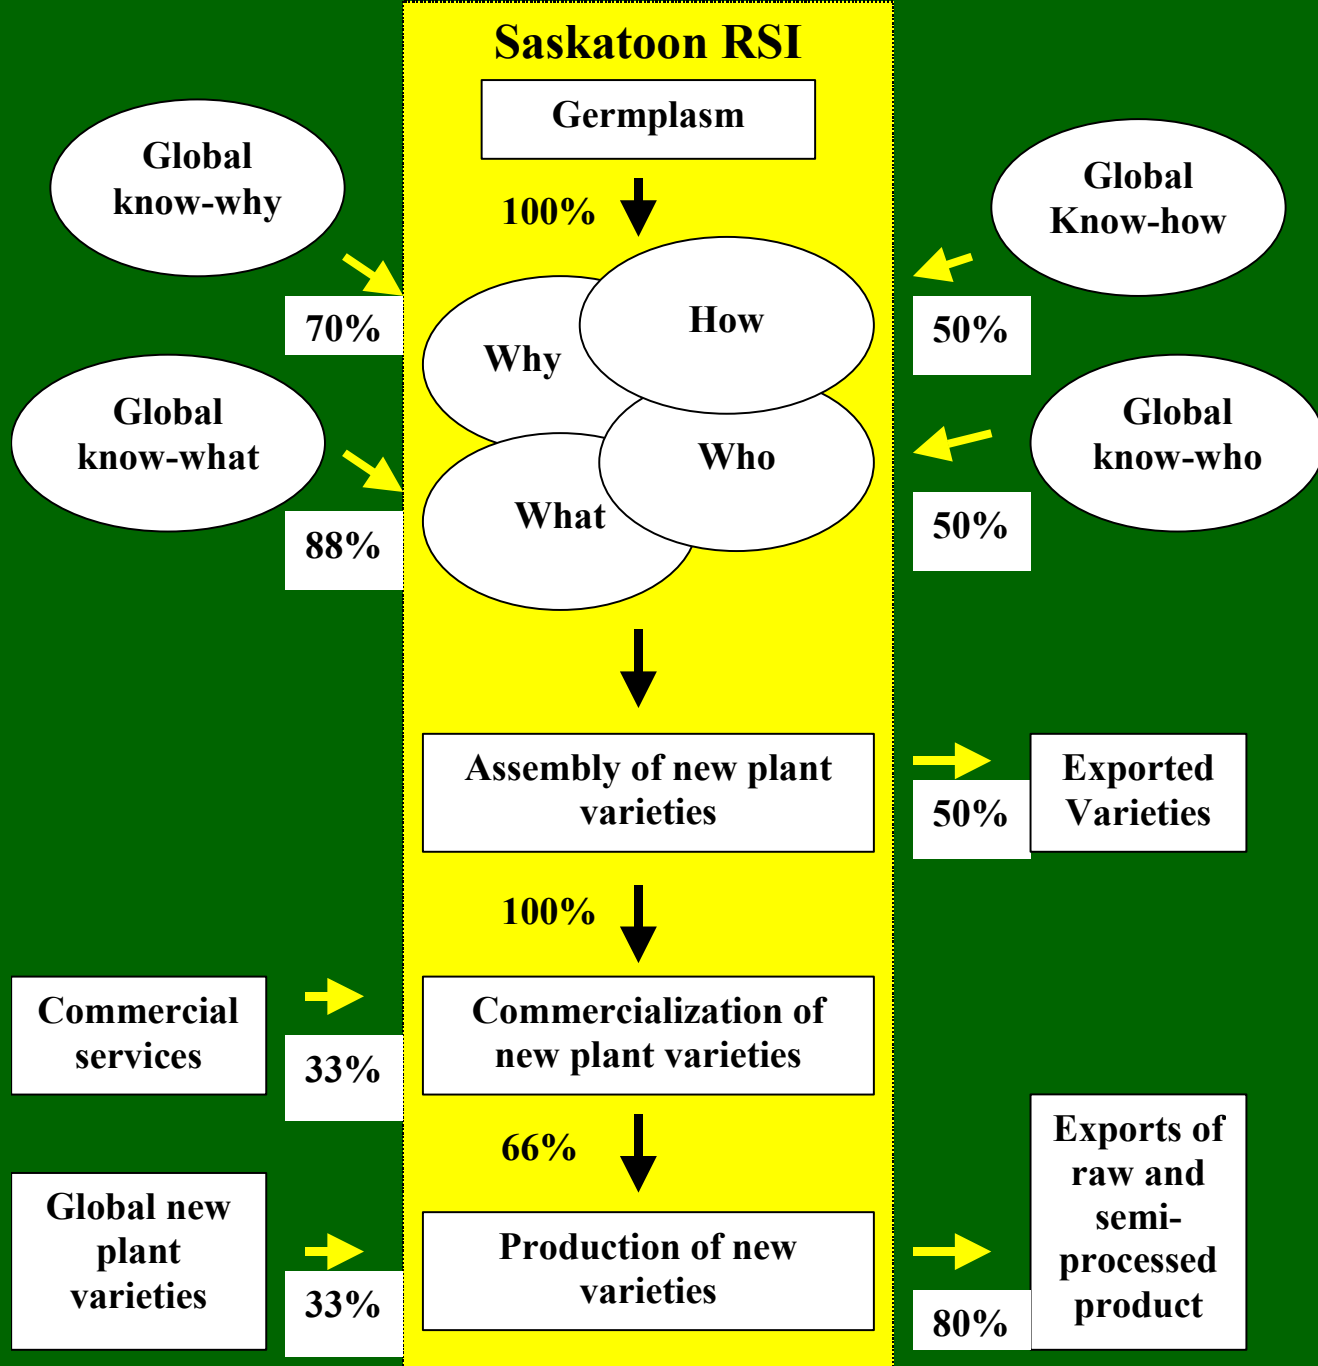 Saskatoon RSI
Germplasm
Global
know-why
Global
Know-how
100%
70%
How
50%
Why
Global
know-what
Global
know-who
Who
What
88%
50%
Assembly of new plant
varieties
Exported
Varieties
50%
100%
Commercial
services
Commercialization of
new plant varieties
33%
66%
Exports of
raw and
semi-
processed
product
Global new
plant
varieties
Production of new
varieties
33%
80%